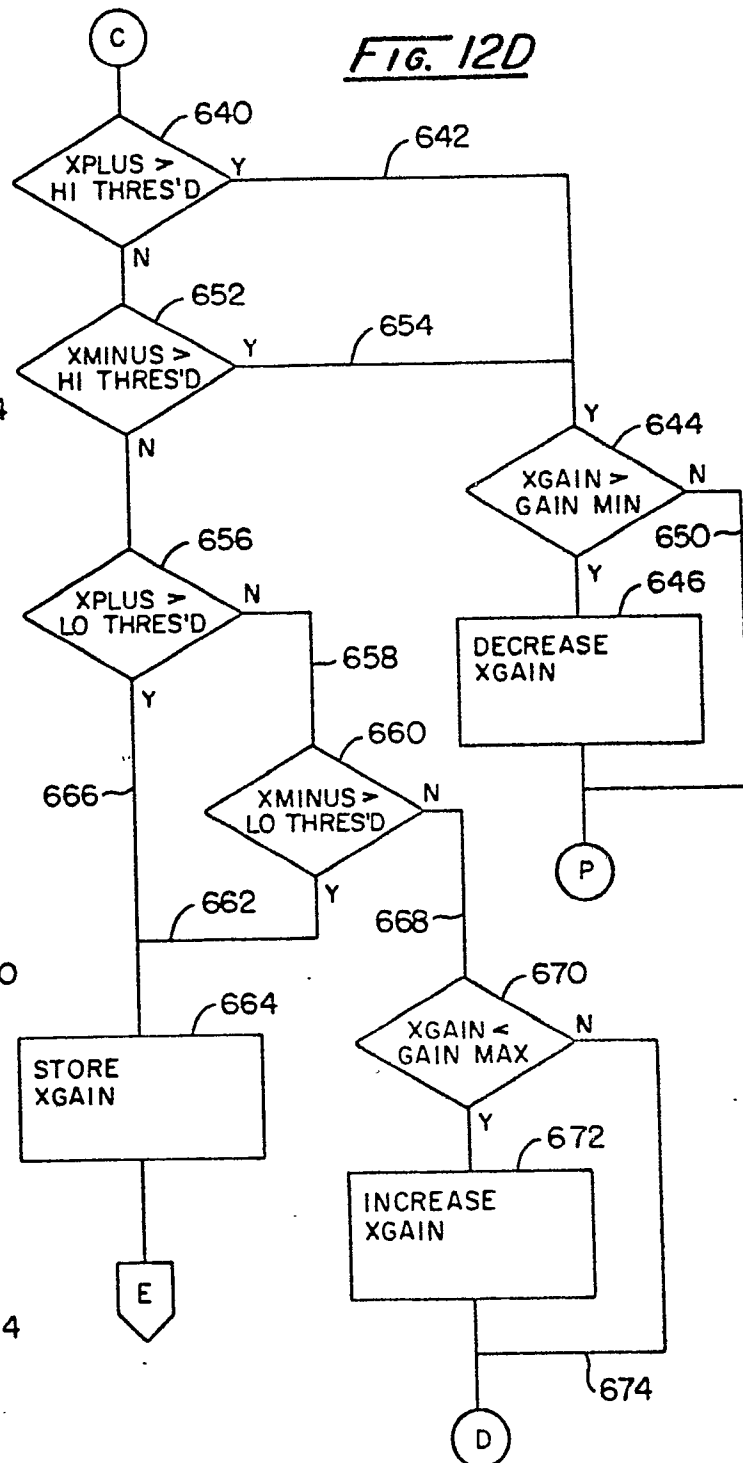 C
FIG. 12D
640
XPLUS >
HI THRES'D
Y
642
N
652
XMINUS >
HI THRES'D
Y
654
4
N
Y
644
XGAIN >
GAIN MIN
N
650
Y
646
DECREASE
XGAIN
656
XPLUS >
LO THRES'D
N
658
Y
660
XMINUS >
LO THRES'D
N
666
Y
P
662
668
0
664
STORE
XGAIN
670
XGAIN <
GAIN MAX
N
Y
672
INCREASE
XGAIN
E
4
674
D